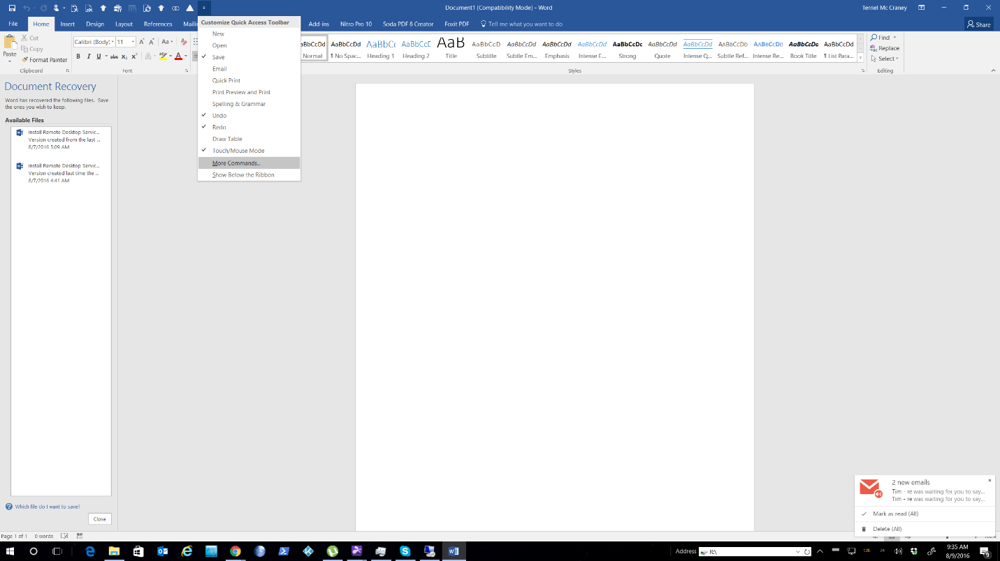 Document1 [Compatibility Mode] - Word
Terriel Mc Craney
File
Home
Insert
Design
Layout
References
Mailin
Add-ins
Nitro Pro 10
Soda PDF 8 Creator
Foxit PDF
Tell me what you want to do
Share
Paste
Cut
Copy
Format Painter
Clipboard
Calibri (Body)
11
Aa
B I U abc X₂ X²
A
Font
AaBbCcDd
Normal
AaBbCcDd
¶ No Spac...
AaBbCc
Heading 1
AaBbCcE
Heading 2
AaB
Title
AaBbCcD
Subtitle
AaBbCcDd
Subtle Em...
AaBbCcDd
Emphasis
AaBbCcDd
Intense E...
AaBbCcDc
Strong
AaBbCcDd
Quote
AaBbCcDd
Intense Q...
AaBbCcDd
Subtle Ref...
AaBbCcDd
Intense Re...
AaBbCcDd
Book Title
AaBbCcDd
¶ List Para...
Styles
Find
Replace
Select
Editing
Customize Quick Access Toolbar
New
Open
Save
Email
Quick Print
Print Preview and Print
Spelling & Grammar
Undo
Redo
Draw Table
Touch/Mouse Mode
More Commands...
Show Below the Ribbon
Document Recovery
Word has recovered the following files. Save
the ones you wish to keep.
Available Files
Install Remote Desktop Servic...
Version created from the last ...
8/7/2016 5:09 AM
Install Remote Desktop Servic...
Version created last time the ...
8/7/2016 4:41 AM
Which file do I want to save?
Close
2 new emails
Tim - re was waiting for you to say...
Tim - re was waiting for you to say...
Mark as read (All)
Delete (All)
Page 1 of 1
0 words
Address
R:\
9:35 AM
8/9/2016
9